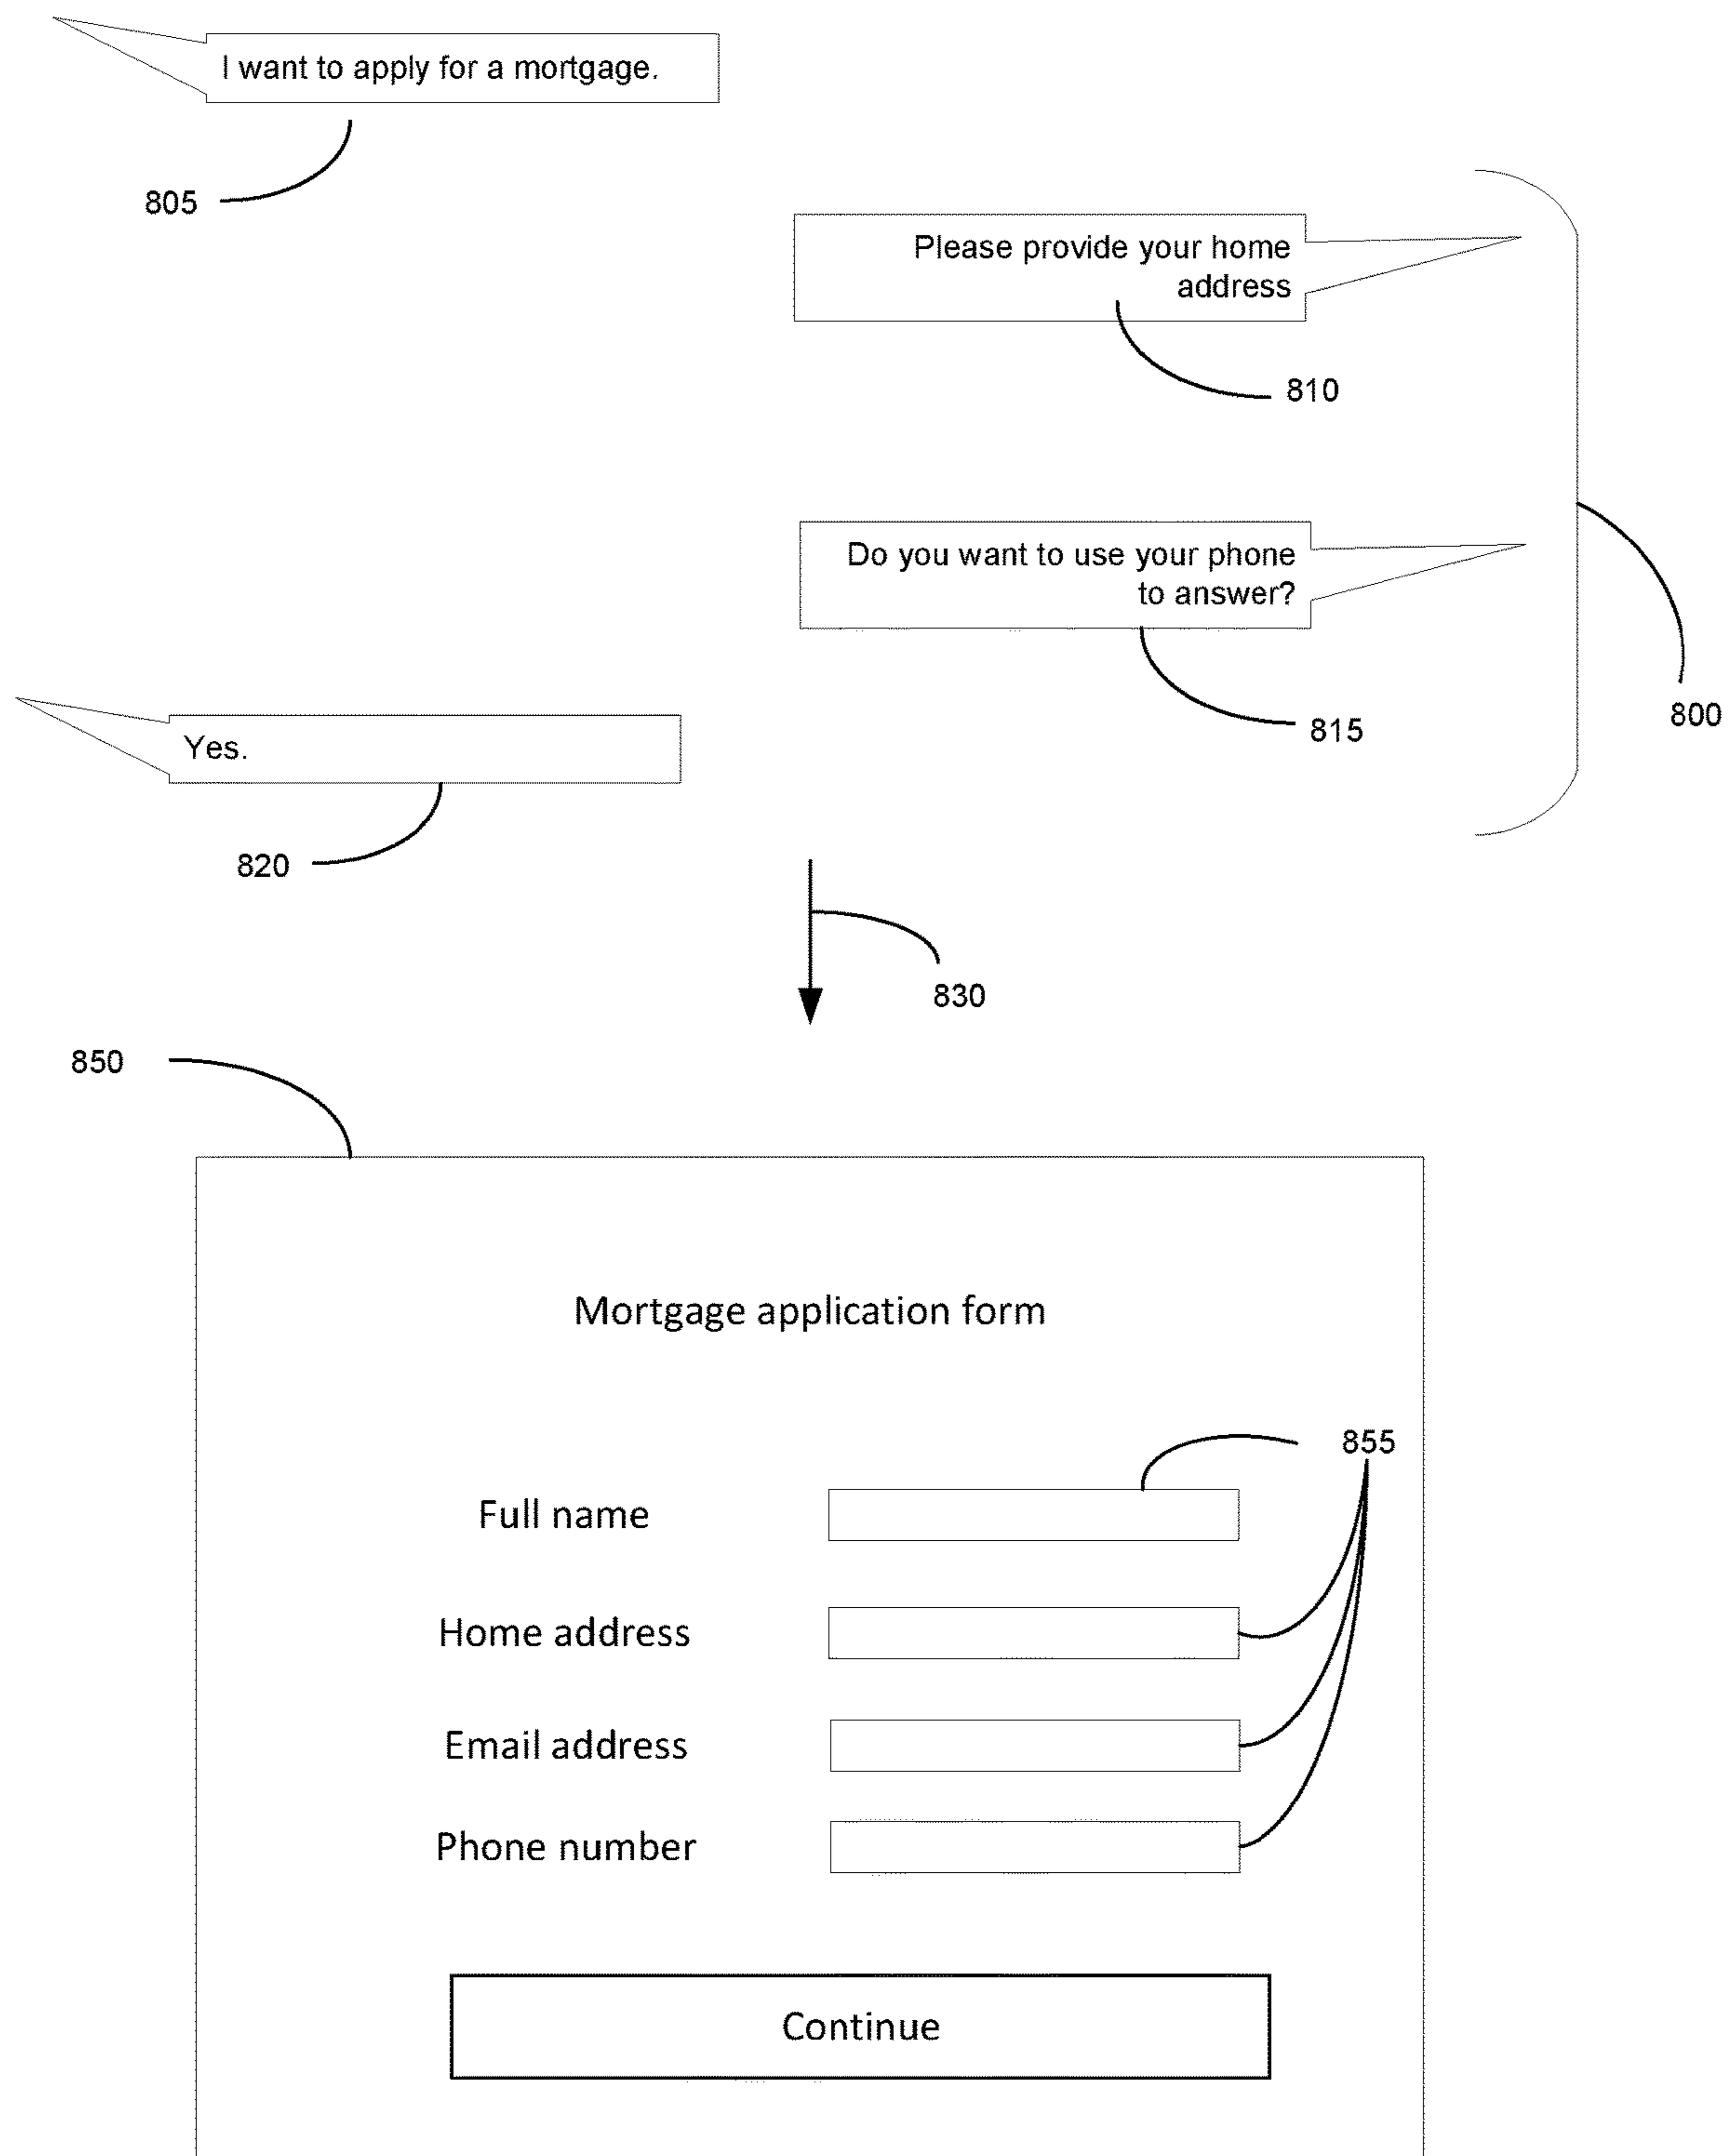 I want to apply for a mortgage.
805
Please provide your home
address
810
Do you want to use your phone
to answer?
815
800
Yes.
820
830
850
Mortgage application form
855
Full name
Home address
Email address
Phone number
Continue